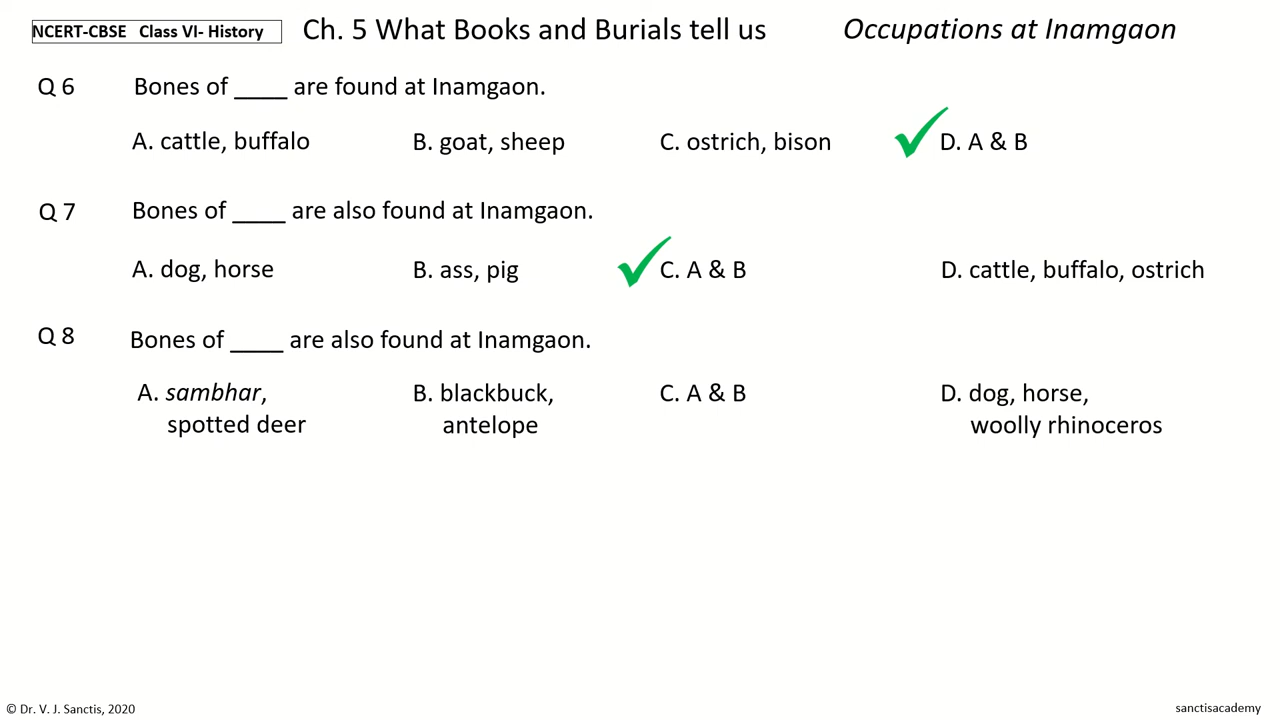 NCERT-CBSE Class VI- History Ch. 5 What Books and Burials tell us Occupations at Inamgaon
Q 6 Bones of ____ are found at Inamgaon.
A. cattle, buffalo B. goat, sheep C. ostrich, bison D. A & B
Q 7 Bones of ____ are also found at Inamgaon.
A. dog, horse B. ass, pig C. A & B D. cattle, buffalo, ostrich
Q 8 Bones of ____ are also found at Inamgaon.
A. sambhar, B. blackbuck, C. A & B D. dog, horse,
spotted deer antelope woolly rhinoceros
© Dr. V. J. Sanctis, 2020 sanctisacademy